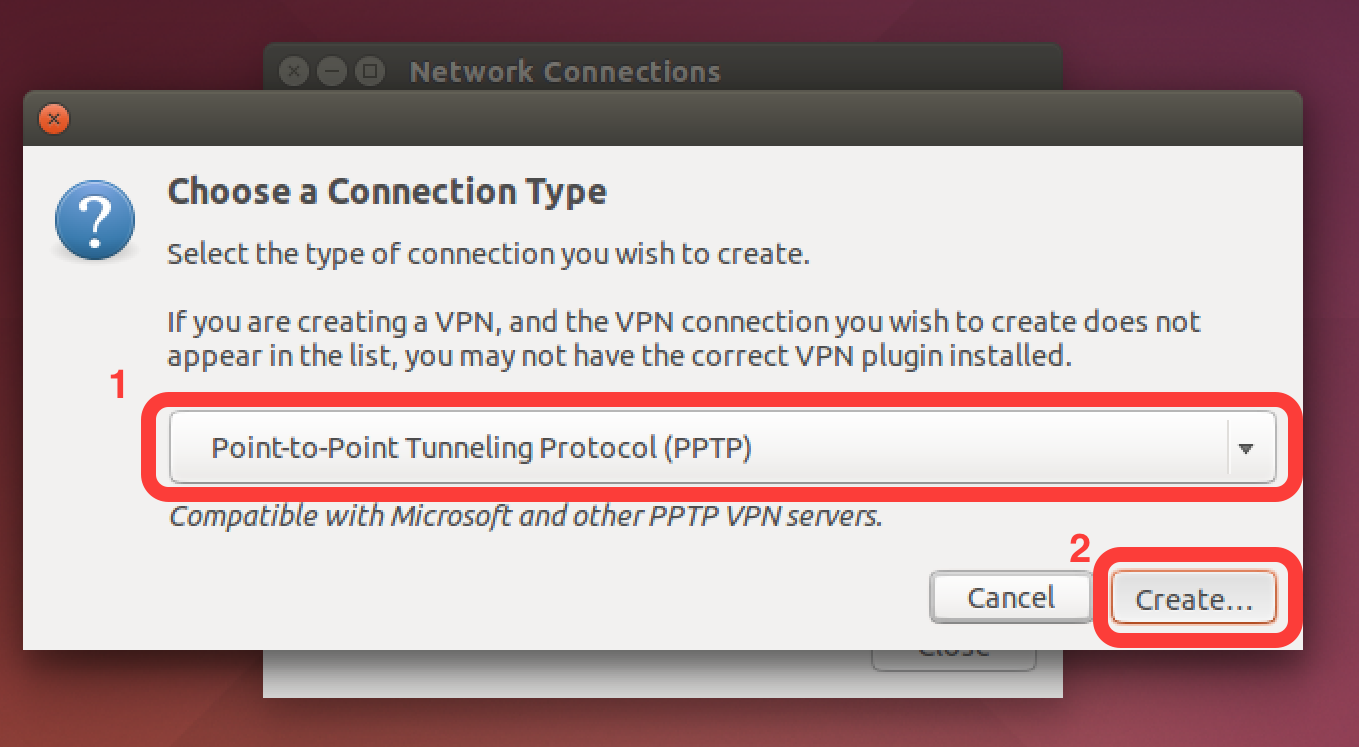 Network Connections
Choose a Connection Type
?
Select the type of connection you wish to create.
If you are creating a VPN, and the VPN connection you wish to create does not
appear in the list, you may not have the correct VPN plugin installed.
1
Point-to-Point Tunneling Protocol (PPTP)
Compatible with Microsoft and other PPTP VPN servers.
2
Cancel
Create...
Close